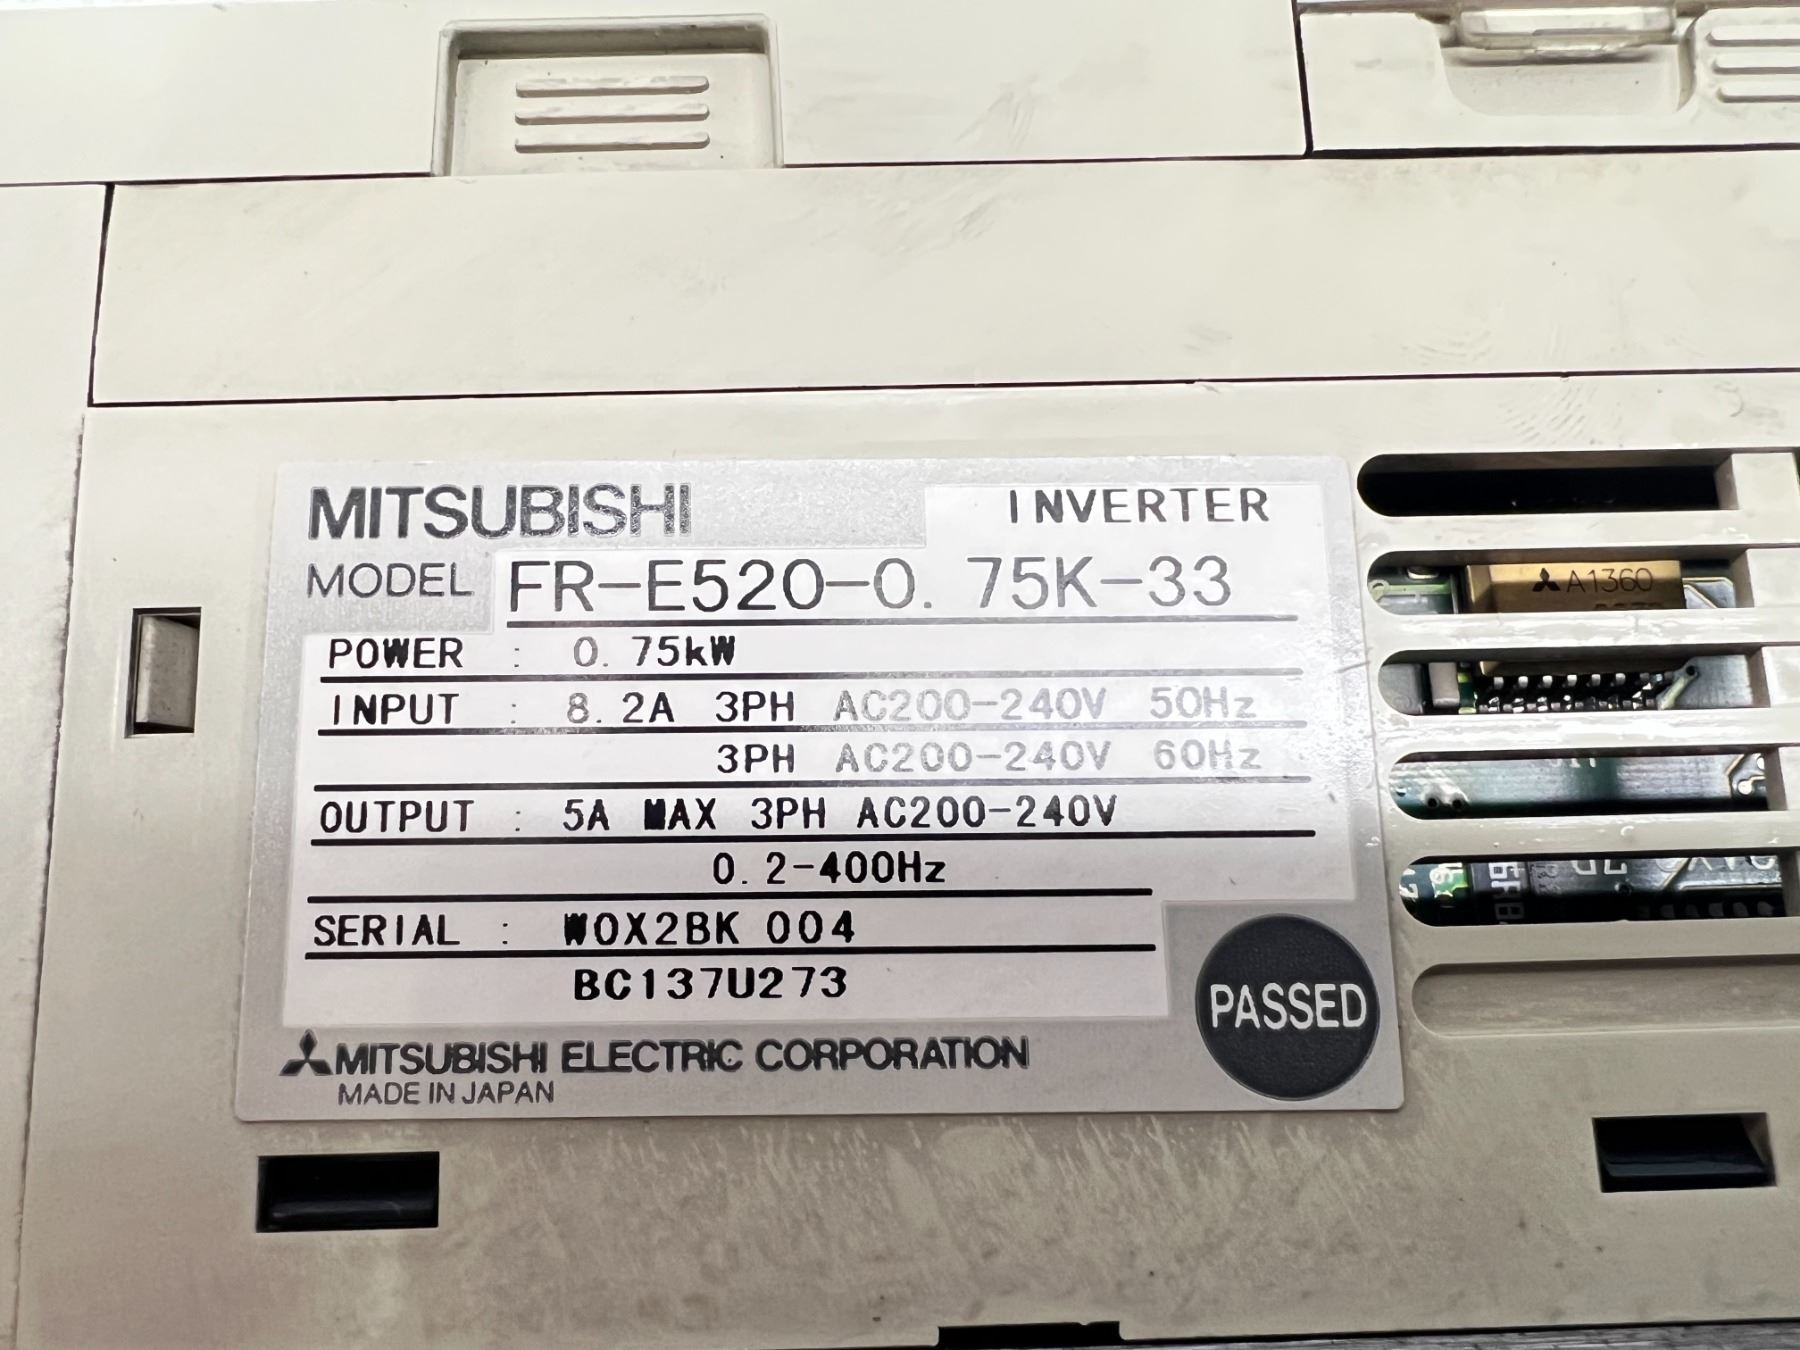 MITSUBISHI
INVERTER
MODEL FR-E520-0. 75K-33
POWER : 0. 75kW
INPUT : 8. 2A 3PH AC200-240V 50Hz
3PH AC200-240V 60Hz
OUTPUT : 5A MAX 3PH AC200-240V
0. 2-400Hz
SERIAL : W0X2BK 004
BC137U273
PASSED
MITSUBISHI ELECTRIC CORPORATION
MADE IN JAPAN
A1360